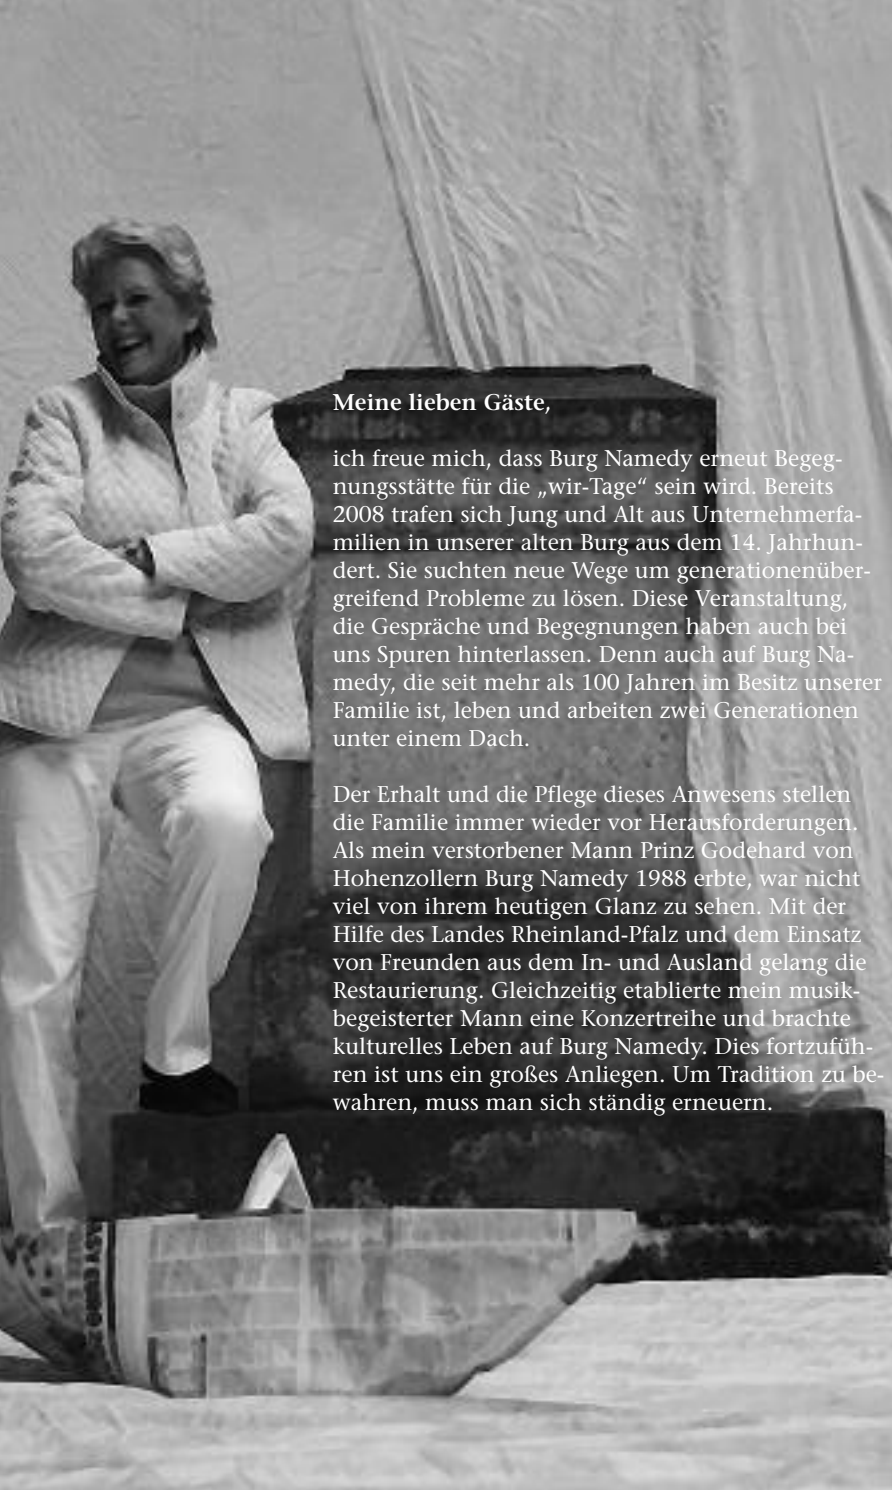 Meine lieben Gäste,
ich freue mich, dass Burg Namedy erneut Begeg-
nungsstätte für die „wir-Tage“ sein wird. Bereits
2008 trafen sich Jung und Alt aus Unternehmerfa-
milien in unserer alten Burg aus dem 14. Jahrhun-
dert. Sie suchten neue Wege um generationenüber-
greifend Probleme zu lösen. Diese Veranstaltung,
die Gespräche und Begegnungen haben auch bei
uns Spuren hinterlassen. Denn auch auf Burg Na-
medy, die seit mehr als 100 Jahren im Besitz unserer
Familie ist, leben und arbeiten zwei Generationen
unter einem Dach.
Der Erhalt und die Pflege dieses Anwesens stellen
die Familie immer wieder vor Herausforderungen.
Als mein verstorbener Mann Prinz Godehard von
Hohenzollern Burg Namedy 1988 erbte, war nicht
viel von ihrem heutigen Glanz zu sehen. Mit der
Hilfe des Landes Rheinland-Pfalz und dem Einsatz
von Freunden aus dem In- und Ausland gelang die
Restaurierung. Gleichzeitig etablierte mein musik-
begeisterter Mann eine Konzertreihe und brachte
kulturelles Leben auf Burg Namedy. Dies fortzufüh-
ren ist uns ein großes Anliegen. Um Tradition zu be-
wahren, muss man sich ständig erneuern.